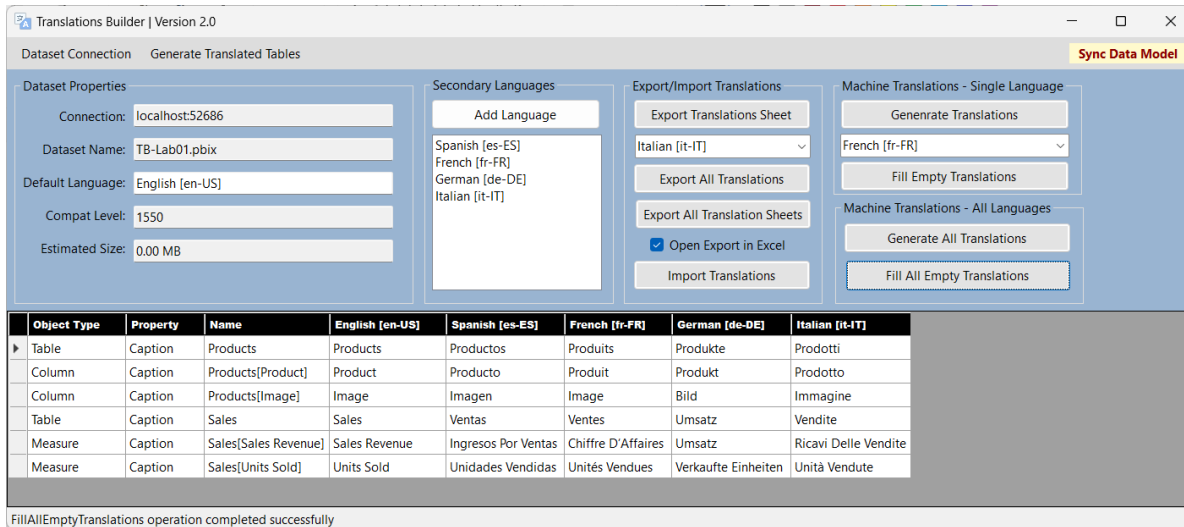 Translations Builder | Version 2.0
Dataset Connection Generate Translated Tables Sync Data Model
Dataset Properties
Connection: localhost:52686
Dataset Name: TB-Lab01.pbix
Default Language: English [en-US]
Compat Level: 1550
Estimated Size: 0.00 MB
Secondary Languages
Add Language
Spanish [es-ES]
French [fr-FR]
German [de-DE]
Italian [it-IT]
Export/Import Translations
Export Translations Sheet
Italian [it-IT]
Export All Translations
Export All Translation Sheets
Open Export in Excel
Import Translations
Machine Translations - Single Language
Genenrate Translations
French [fr-FR]
Fill Empty Translations
Machine Translations - All Languages
Generate All Translations
Fill All Empty Translations
Object Type Property Name English [en-US] Spanish [es-ES] French [fr-FR] German [de-DE] Italian [it-IT]
Table Caption Products Products Productos Produits Produkte Prodotti
Column Caption Products[Product] Product Producto Produit Produkt Prodotto
Column Caption Products[Image] Image Imagen Image Bild Immagine
Table Caption Sales Sales Ventas Ventes Umsatz Vendite
Measure Caption Sales[Sales Revenue] Sales Revenue Ingresos Por Ventas Chiffre D'Affaires Umsatz Ricavi Delle Vendite
Measure Caption Sales[Units Sold] Units Sold Unidades Vendidas Unités Vendues Verkaufte Einheiten Unità Vendute
FillAllEmptyTranslations operation completed successfully